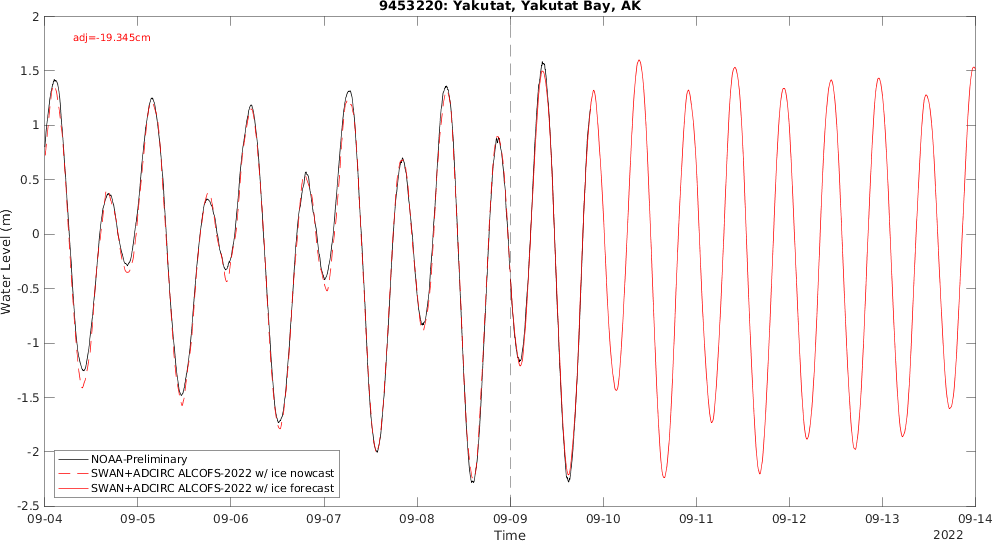 9453220: Yakutat, Yakutat Bay, AK
adj=-19.345cm
Water Level (m)
2
1.5
1
0.5
0
-0.5
-1
-1.5
-2
-2.5
NOAA-Preliminary
SWAN+ADCIRC ALCOFS-2022 w/ ice nowcast
SWAN+ADCIRC ALCOFS-2022 w/ ice forecast
09-04 09-05 09-06 09-07 09-08 09-09 09-10 09-11 09-12 09-13 09-14
Time
2022